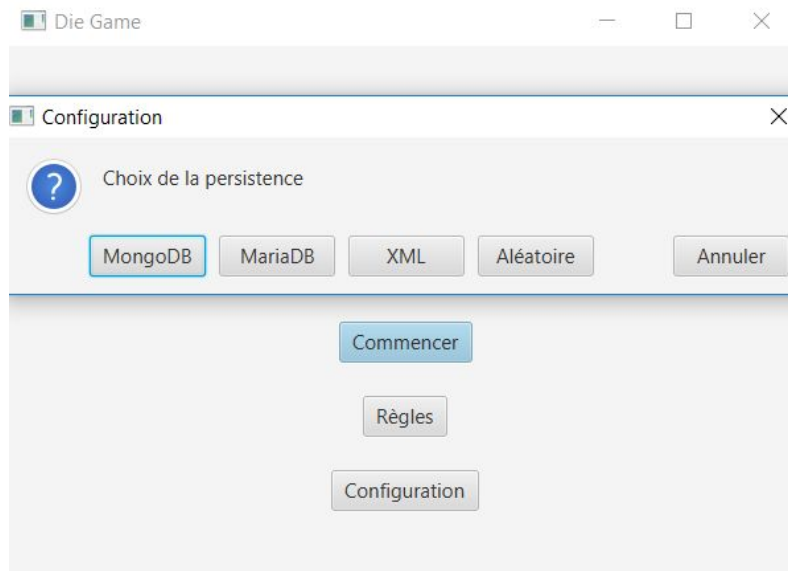 Die Game
Configuration
?
Choix de la persistence
MongoDB MariaDB XML Aléatoire Annuler
Commencer
Règles
Configuration